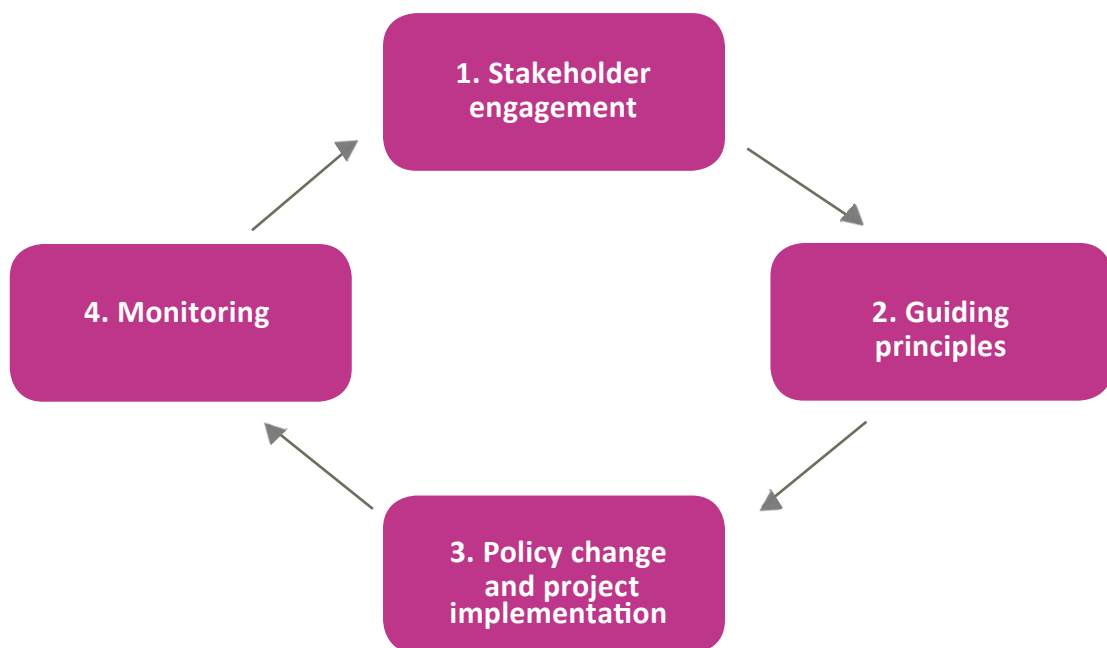 1. Stakeholder
engagement
2. Guiding
principles
3. Policy change
and project
implementation
4. Monitoring